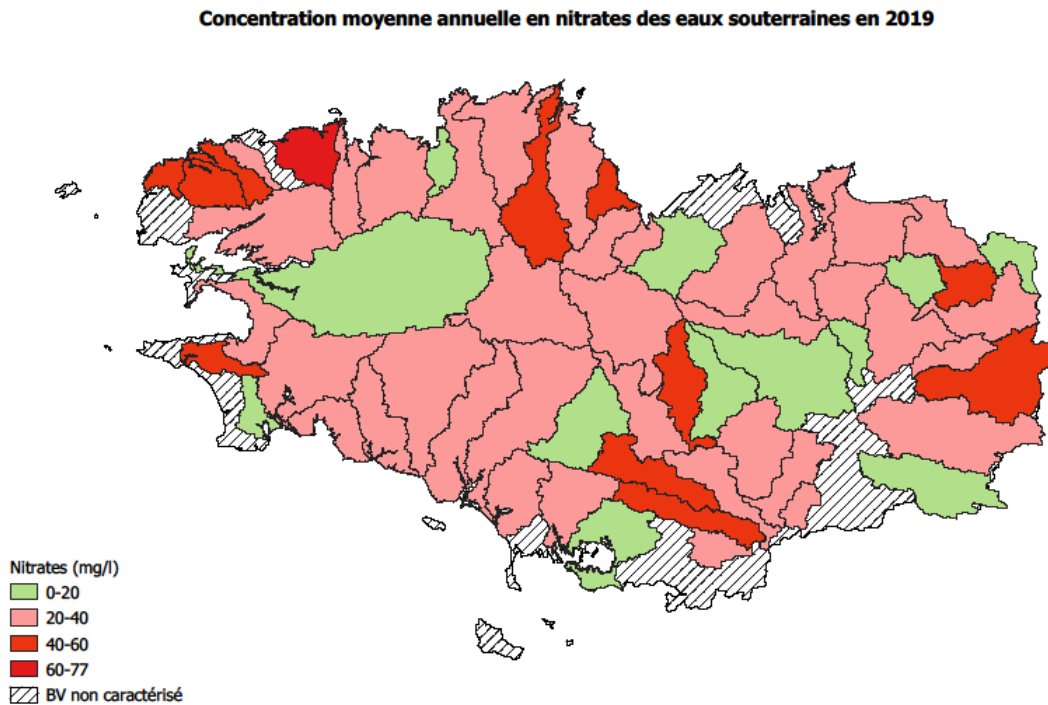 Concentration moyenne annuelle en nitrates des eaux souterraines en 2019
Nitrates (mg/l)
0-20
20-40
40-60
60-77
BV non caractérisé